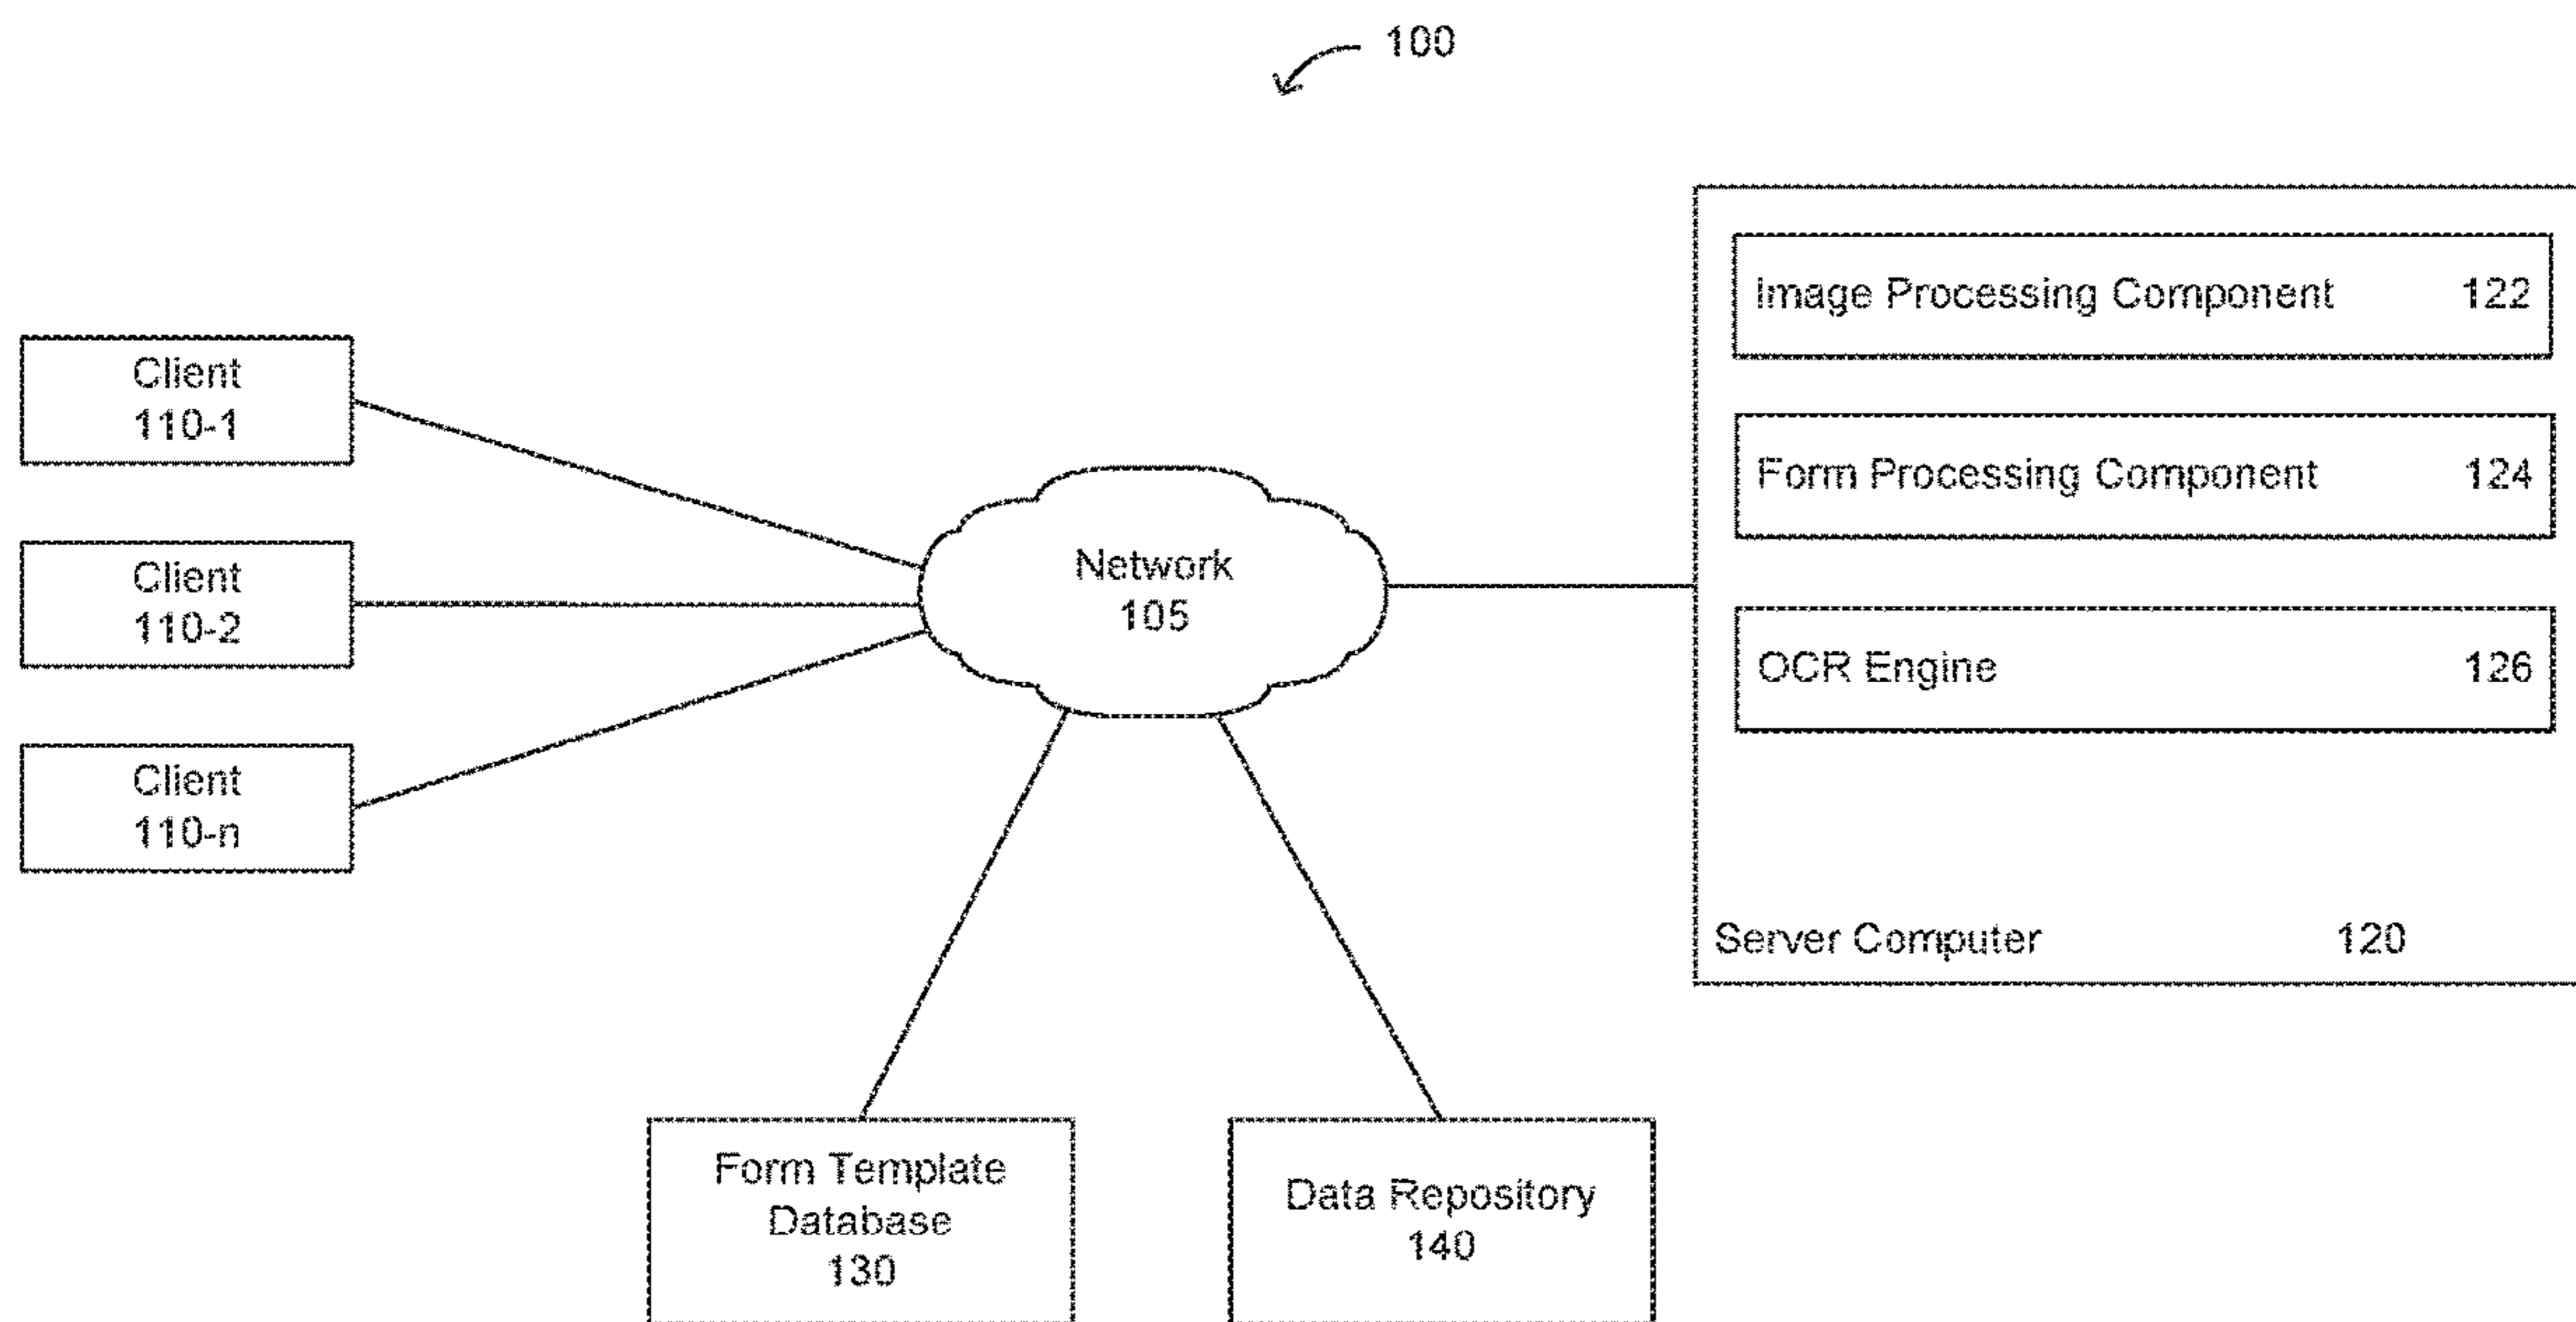 100
Client
110-1
Client
110-2
Client
110-n
Network
105
Image Processing Component 122
Form Processing Component 124
OCR Engine 126
Server Computer 120
Form Template
Database
130
Data Repository
140